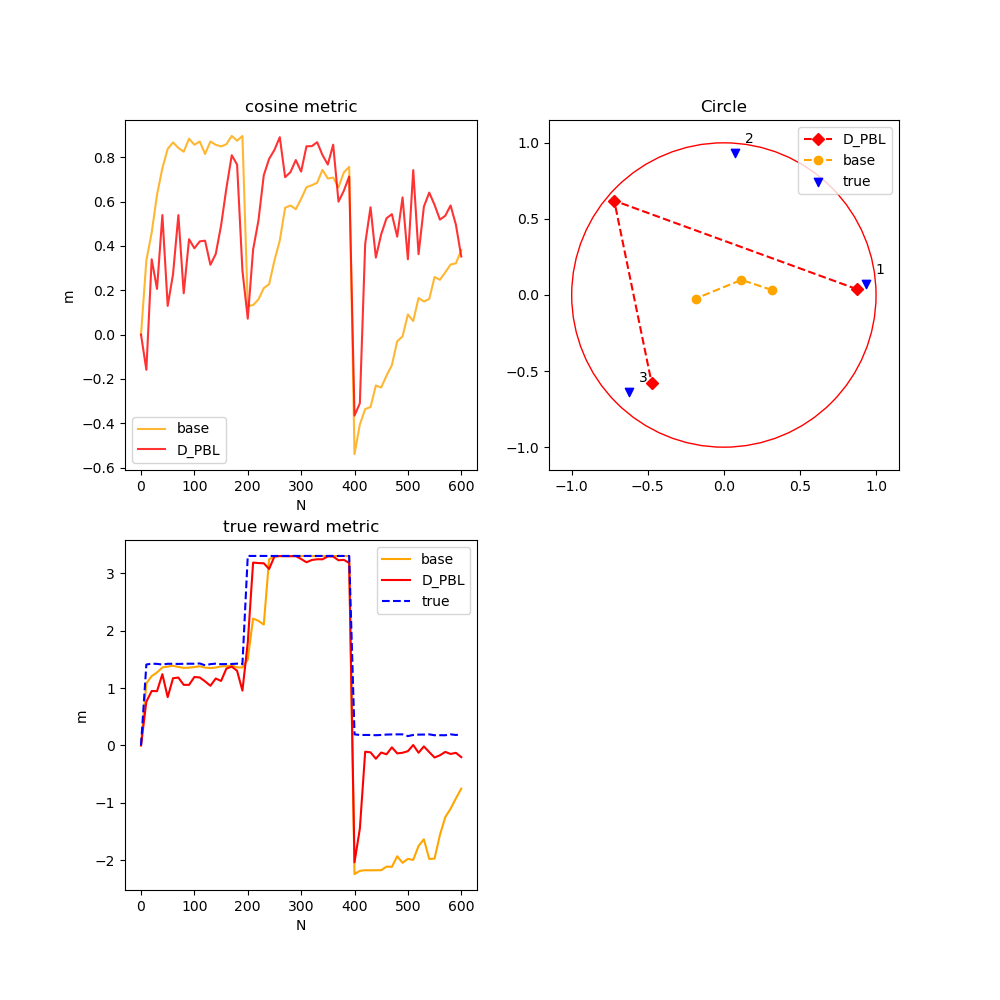 cosine metric
0.8
0.6
0.4
0.2
0.0
−0.2
−0.4
−0.6
m
base
D_PBL
0 100 200 300 400 500 600
N
Circle
1.0
0.5
0.0
−0.5
−1.0
2
1
3
D_PBL
base
true
−1.0 −0.5 0.0 0.5 1.0
true reward metric
3
2
1
0
−1
−2
m
base
D_PBL
true
0 100 200 300 400 500 600
N